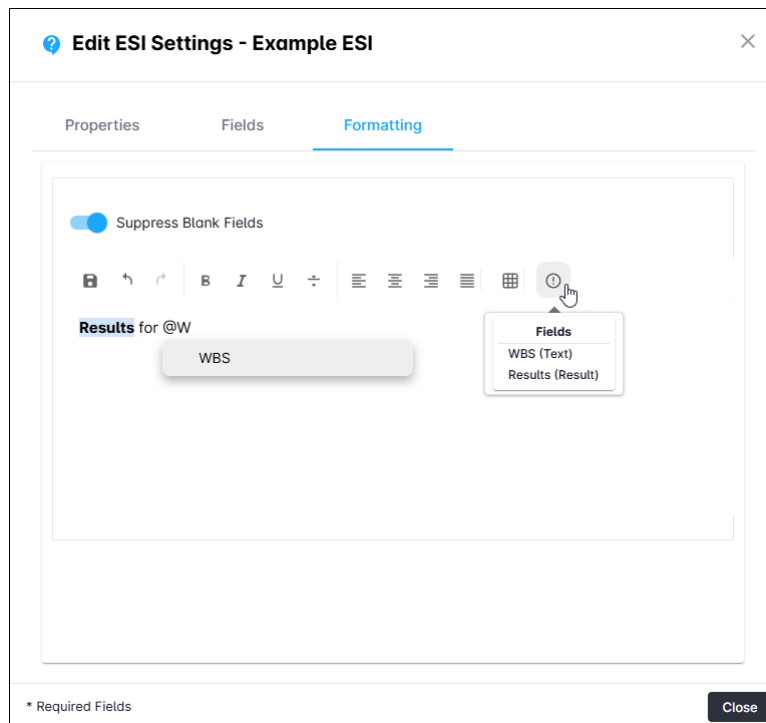 Edit ESI Settings - Example ESI
Properties Fields Formatting
Suppress Blank Fields
B I U
Results for @W
WBS
Fields
WBS (Text)
Results (Result)
* Required Fields
Close